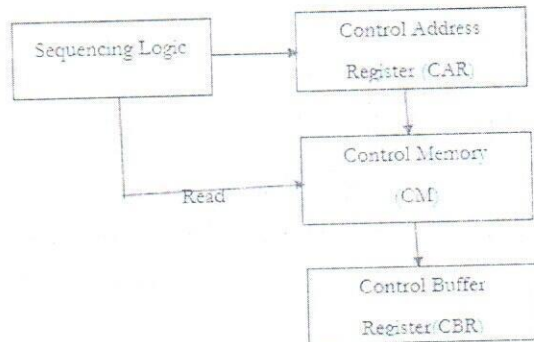 Sequencing Logic
Control Address
Register (CAR)
Control Memory
(CM)
Read
Control Buffer
Register(CBR)